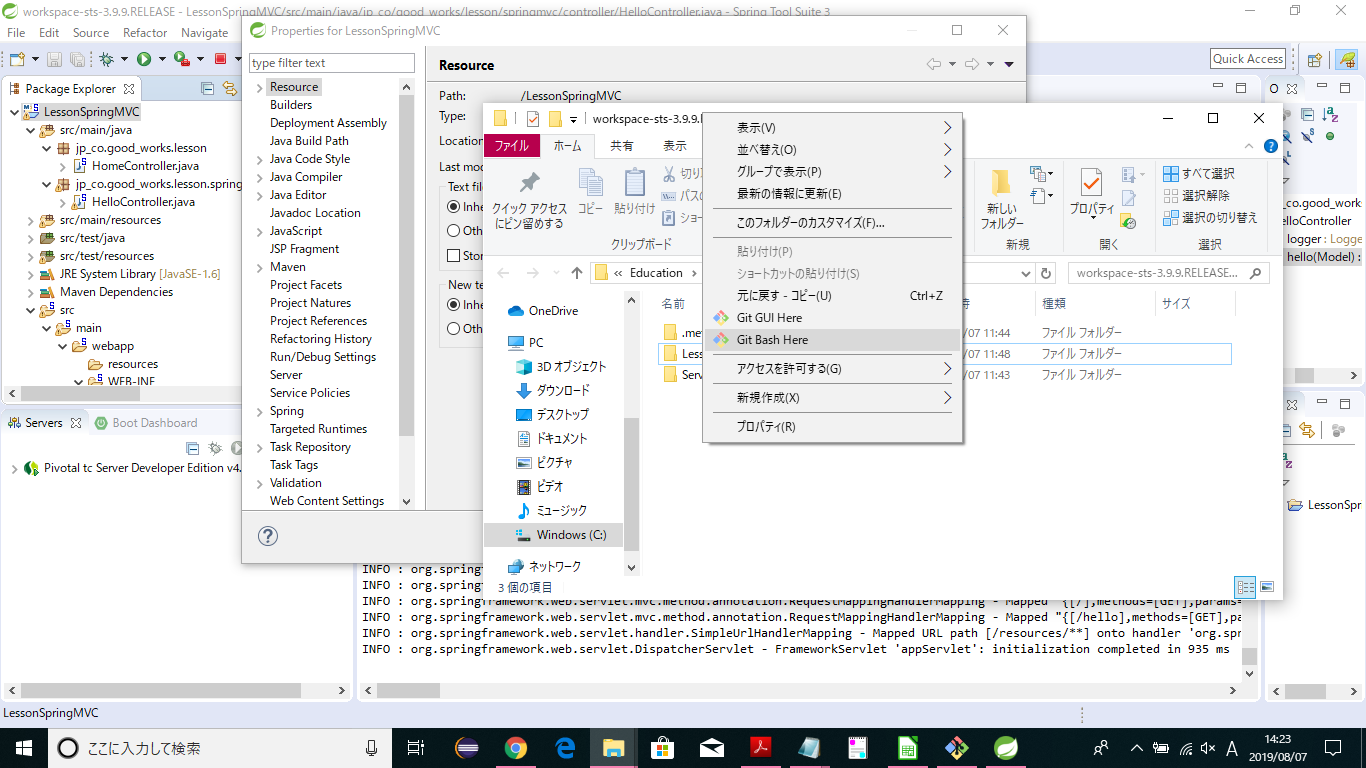 workspace-sts-3.9.9.RELEASE - LessonSpringMVC/src/main/java/jp_co/good_works/lesson/springmvc/controller/HelloController.java - Spring Tool Suite 3
File Edit Source Refactor Navigate
Quick Access
Package Explorer
LessonSpringMVC
src/main/java
jp_co.good_works.lesson
HomeController.java
jp_co.good_works.lesson.spring
HelloController.java
src/main/resources
src/test/java
src/test/resources
JRE System Library [JavaSE-1.6]
Maven Dependencies
src
main
webapp
resources
WEB-INF
Servers
Boot Dashboard
Pivotal tc Server Developer Edition v4.
Properties for LessonSpringMVC
type filter text
Resource
Builders
Deployment Assembly
Java Build Path
Java Code Style
Java Compiler
Java Editor
Javadoc Location
JavaScript
JSP Fragment
Maven
Project Facets
Project Natures
Project References
Refactoring History
Run/Debug Settings
Server
Service Policies
Spring
Targeted Runtimes
Task Repository
Task Tags
Validation
Web Content Settings
Resource
Path: /LessonSpringMVC
Type:
Location
Last mod
Text file
Inhe
Oth
Stor
New te
Inhe
Oth
workspace-sts-3.9.9.R
ファイル ホーム 共有 表示
クイック アクセス
にピン留めする
コピー
貼り付け
切り
パスの
ショー
クリップボード
新しい
フォルダー
新規
プロパティ
開く
すべて選択
選択解除
選択の切り替え
選択
« Education
workspace-sts-3.9.9.RELEASE...
OneDrive
PC
3D オブジェクト
ダウンロード
デスクトップ
ドキュメント
ピクチャ
ビデオ
ミュージック
Windows (C:)
ネットワーク
3 個の項目
名前 時 種類 サイズ
.me /07 11:44 ファイル フォルダー
Less /07 11:48 ファイル フォルダー
Serv /07 11:43 ファイル フォルダー
表示(V)
並べ替え(O)
グループで表示(P)
最新の情報に更新(E)
このフォルダーのカスタマイズ(F)...
貼り付け(P)
ショートカットの貼り付け(S)
元に戻す - コピー(U) Ctrl+Z
Git GUI Here
Git Bash Here
アクセスを許可する(G)
新規作成(X)
プロパティ(R)
O
_co.good_works.le
elloController
logger : Logge
hello(Model) :
LessonSpr
INFO : org.springf
INFO : org.springf
INFO : org.springframework.web.servlet.mvc.method.annotation.RequestMappingHandlerMapping - Mapped "{[/],methods=[GET],params=
INFO : org.springframework.web.servlet.mvc.method.annotation.RequestMappingHandlerMapping - Mapped "{[/hello],methods=[GET],pa
INFO : org.springframework.web.servlet.handler.SimpleUrlHandlerMapping - Mapped URL path [/resources/**] onto handler 'org.spr
INFO : org.springframework.web.servlet.DispatcherServlet - FrameworkServlet 'appServlet': initialization completed in 935 ms
LessonSpringMVC
ここに入力して検索
A
14:23
2019/08/07